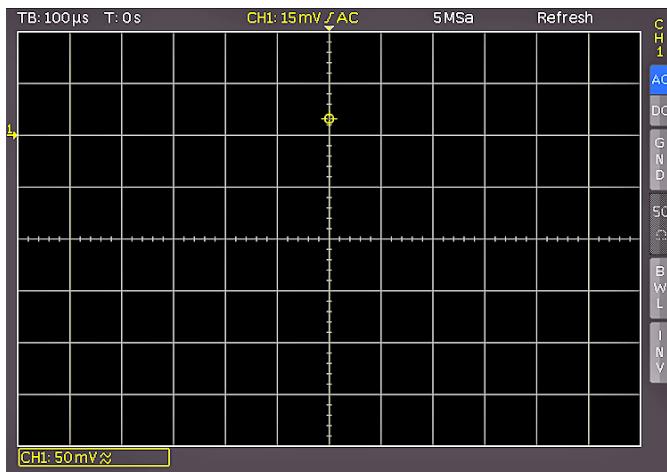 TB: 100 µs T: 0 s CH1: 15 mV ∫ AC 5 MSa Refresh
CH1
1
AC
DC
GND
50 Ω
BWL
INV
CH1: 50 mV ≈